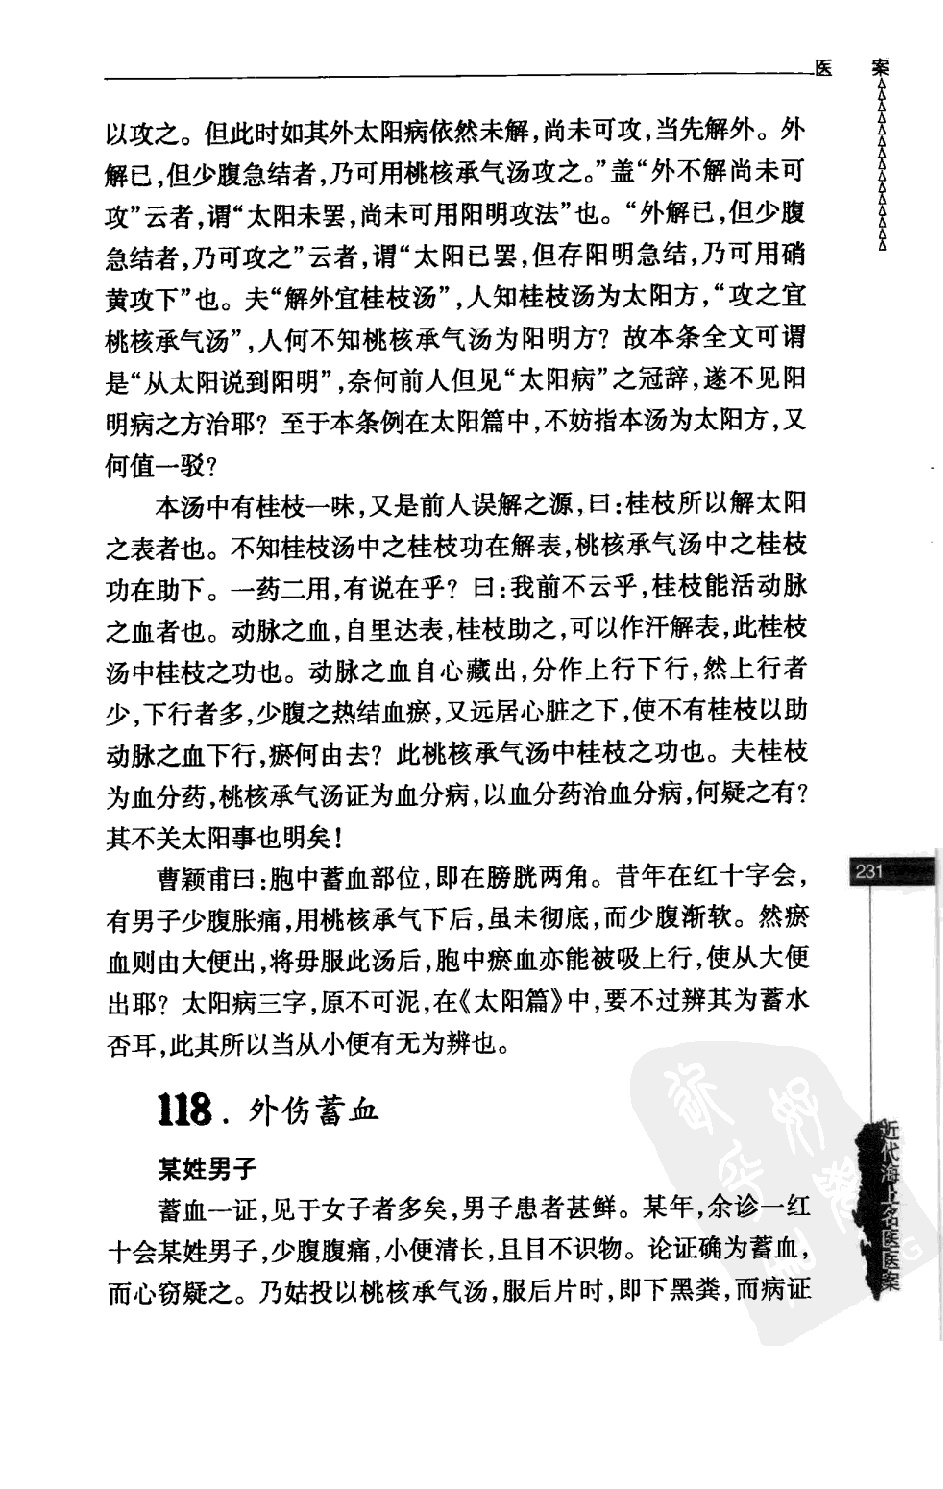 医 案
以攻之。但此时如其外太阳病依然未解,尚未可攻,当先解外。外
解已,但少腹急结者,乃可用桃核承气汤攻之。”盖“外不解尚未可
攻”云者,谓“太阳未罢,尚未可用阳明攻法”也。“外解已,但少腹
急结者,乃可攻之”云者,谓“太阳已罢,但存阳明急结,乃可用硝
黄攻下”也。夫“解外宜桂枝汤”,人知桂枝汤为太阳方,“攻之宜
桃核承气汤”,人何不知桃核承气汤为阳明方？故本条全文可谓
是“从太阳说到阳明”,奈何前人但见“太阳病”之冠辞,遂不见阳
明病之方治耶？至于本条例在太阳篇中,不妨指本汤为太阳方,又
何值一驳？
本汤中有桂枝一味,又是前人误解之源,曰:桂枝所以解太阳
之表者也。不知桂枝汤中之桂枝功在解表,桃核承气汤中之桂枝
功在助下。一药二用,有说在乎？曰:我前不云乎,桂枝能活动脉
之血者也。动脉之血,自里达表,桂枝助之,可以作汗解表,此桂枝
汤中桂枝之功也。动脉之血自心藏出,分作上行下行,然上行者
少,下行者多,少腹之热结血瘀,又远居心脏之下,使不有桂枝以助
动脉之血下行,瘀何由去？此桃核承气汤中桂枝之功也。夫桂枝
为血分药,桃核承气汤证为血分病,以血分药治血分病,何疑之有？
其不关太阳事也明矣！
曹颖甫曰:胞中蓄血部位,即在膀胱两角。昔年在红十字会,
有男子少腹胀痛,用桃核承气下后,虽未彻底,而少腹渐软。然瘀
血则由大便出,将毋服此汤后,胞中瘀血亦能被吸上行,使从大便
出耶？太阳病三字,原不可泥,在《太阳篇》中,要不过辨其为蓄水
否耳,此其所以当从小便有无为辨也。
118．外伤蓄血
某姓男子
蓄血一证,见于女子者多矣,男子患者甚鲜。某年,余诊一红
十会某姓男子,少腹腹痛,小便清长,且目不识物。论证确为蓄血,
而心窃疑之。乃姑投以桃核承气汤,服后片时,即下黑粪,而病证
231
近代海上名医医案